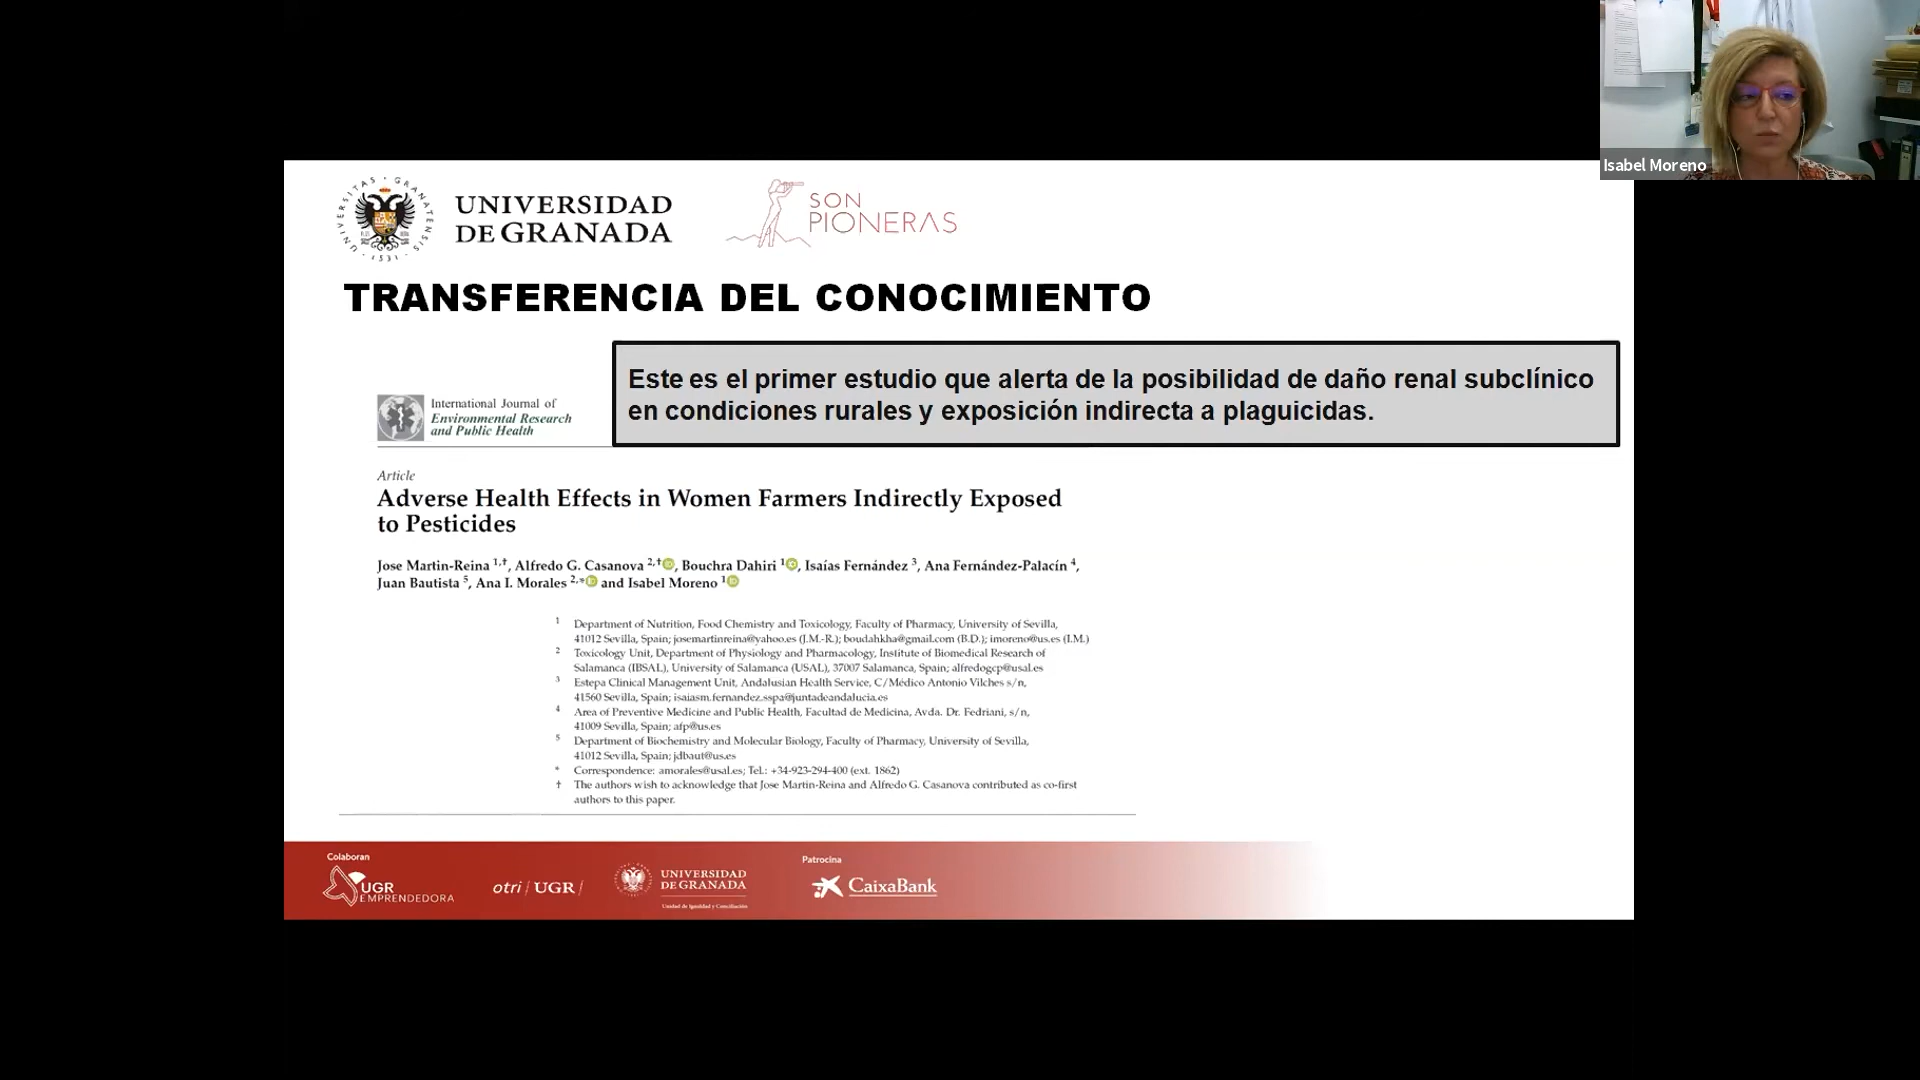 Isabel Moreno
UNIVERSITAS · GRANATENSIS · 1531 ·
UNIVERSIDAD
DE GRANADA
SON
PIONERAS
TRANSFERENCIA DEL CONOCIMIENTO
Este es el primer estudio que alerta de la posibilidad de daño renal subclínico
en condiciones rurales y exposición indirecta a plaguicidas.
International Journal of
Environmental Research
and Public Health
Article
Adverse Health Effects in Women Farmers Indirectly Exposed
to Pesticides
Jose Martin-Reina 1,†, Alfredo G. Casanova 2,†, Bouchra Dahiri 1, Isaías Fernández 3, Ana Fernández-Palacín 4,
Juan Bautista 5, Ana I. Morales 2,* and Isabel Moreno 1
1 Department of Nutrition, Food Chemistry and Toxicology, Faculty of Pharmacy, University of Sevilla,
41012 Sevilla, Spain; josemartinreina@yahoo.es (J.M.-R.); boudahkha@gmail.com (B.D.); imoreno@us.es (I.M.)
2 Toxicology Unit, Department of Physiology and Pharmacology, Institute of Biomedical Research of
Salamanca (IBSAL), University of Salamanca (USAL), 37007 Salamanca, Spain; alfredogcp@usal.es
3 Estepa Clinical Management Unit, Andalusian Health Service, C/Médico Antonio Vilches s/n,
41560 Sevilla, Spain; isaiasm.fernandez.sspa@juntadeandalucia.es
4 Area of Preventive Medicine and Public Health, Facultad de Medicina, Avda. Dr. Fedriani, s/n,
41009 Sevilla, Spain; afp@us.es
5 Department of Biochemistry and Molecular Biology, Faculty of Pharmacy, University of Sevilla,
41012 Sevilla, Spain; jdbaut@us.es
* Correspondence: amorales@usal.es; Tel.: +34-923-294-400 (ext. 1862)
† The authors wish to acknowledge that Jose Martin-Reina and Alfredo G. Casanova contributed as co-first
authors to this paper.
Colaboran
UGR
EMPRENDEDORA
otri / UGR /
UNIVERSIDAD
DE GRANADA
Unidad de Igualdad y Conciliación
Patrocina
CaixaBank